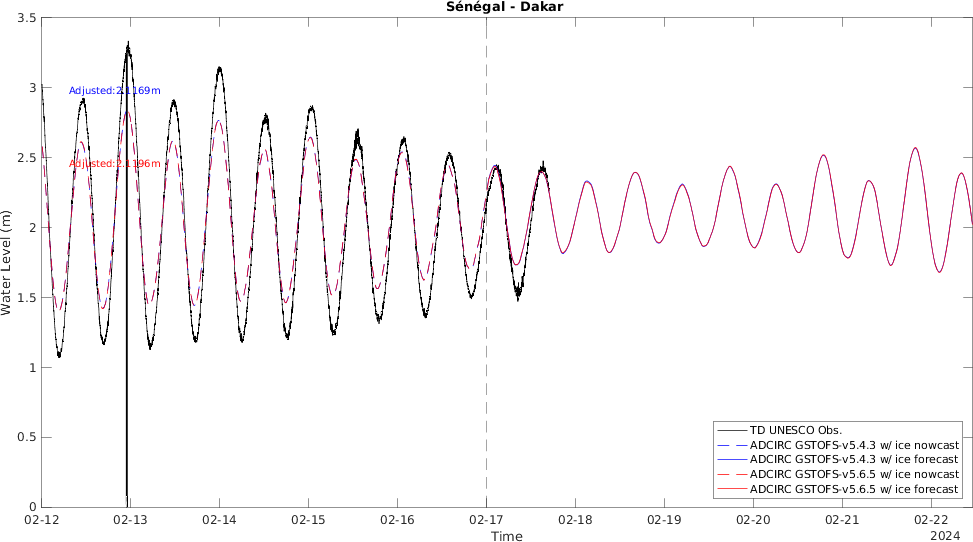 Sénégal - Dakar
3.5
3
2.5
2
1.5
1
0.5
0
Water Level (m)
Adjusted:2.1169m
Adjusted:2.1196m
TD UNESCO Obs.
ADCIRC GSTOFS-v5.4.3 w/ ice nowcast
ADCIRC GSTOFS-v5.4.3 w/ ice forecast
ADCIRC GSTOFS-v5.6.5 w/ ice nowcast
ADCIRC GSTOFS-v5.6.5 w/ ice forecast
02-12 02-13 02-14 02-15 02-16 02-17 02-18 02-19 02-20 02-21 02-22
Time
2024